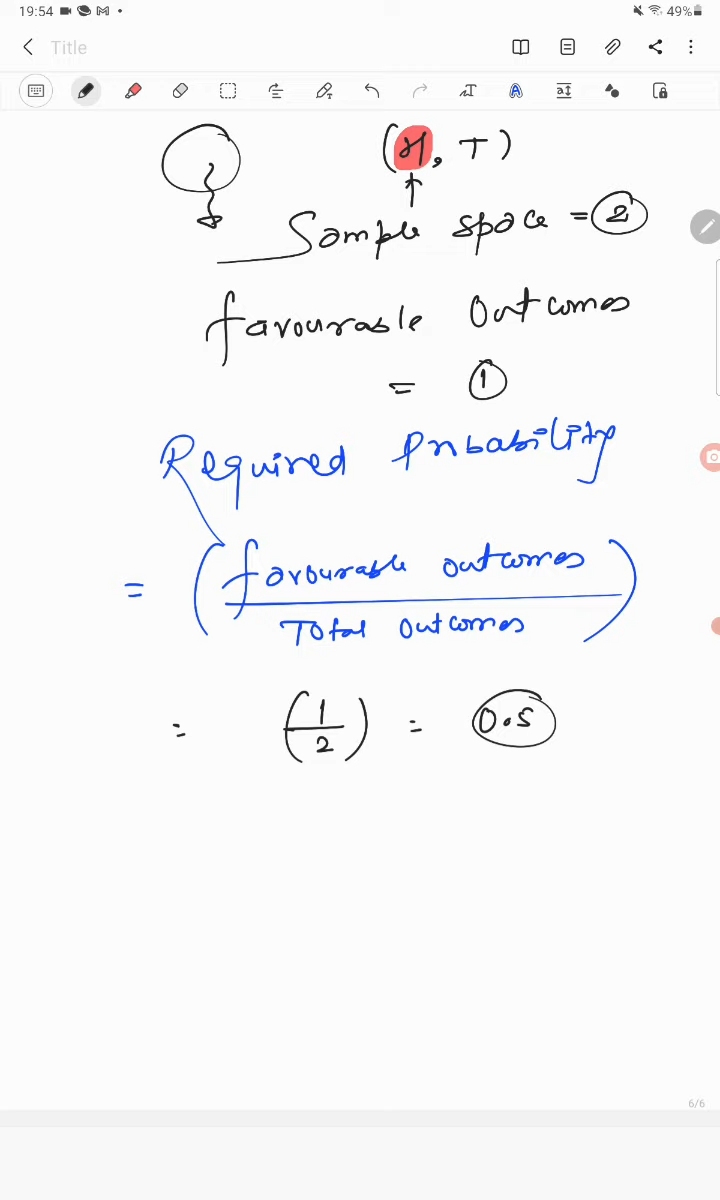 19:54 49%
Title
(H, T)
Sample space = 2
favourable outcomes
= 1
Required Probability
= ( favourable outcomes
Total outcomes )
= (1/2) = 0.5
6/6